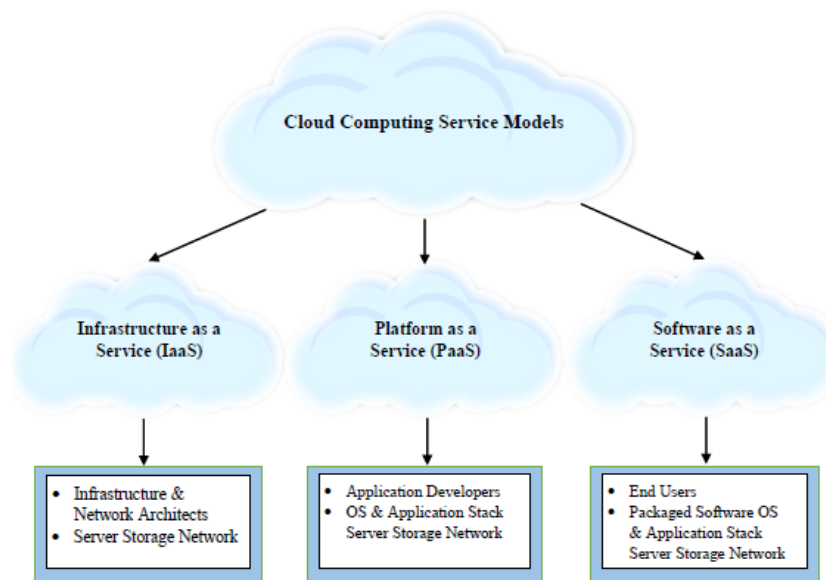 Cloud Computing Service Models
Infrastructure as a
Service (IaaS)
Platform as a
Service (PaaS)
Software as a
Service (SaaS)
• Infrastructure &
Network Architects
• Server Storage Network
• Application Developers
• OS & Application Stack
Server Storage Network
• End Users
• Packaged Software OS
& Application Stack
Server Storage Network